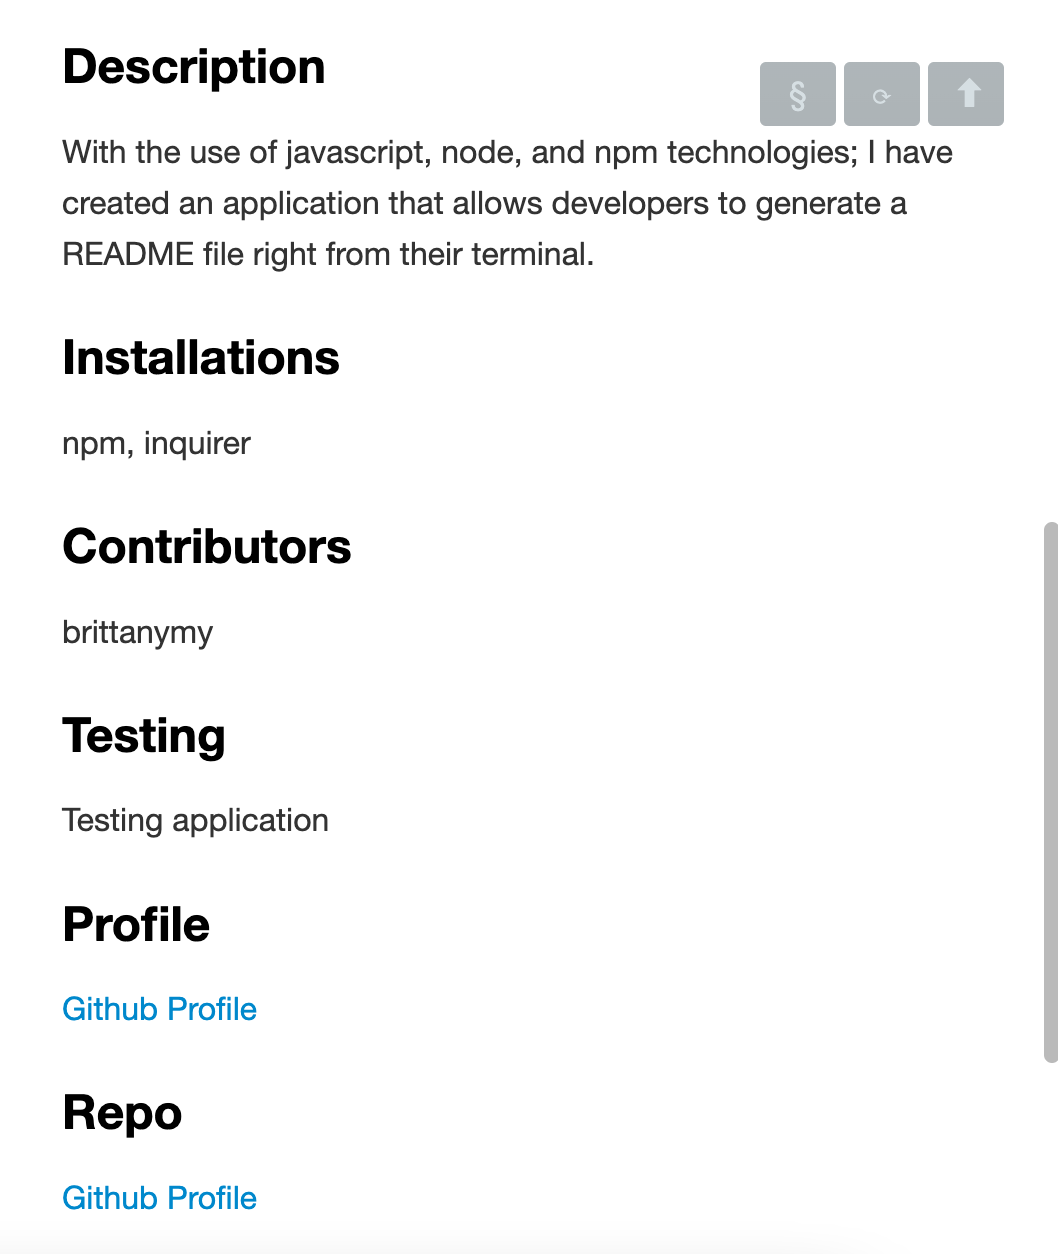 Description
§
With the use of javascript, node, and npm technologies; I have
created an application that allows developers to generate a
README file right from their terminal.
Installations
npm, inquirer
Contributors
brittanymy
Testing
Testing application
Profile
Github Profile
Repo
Github Profile